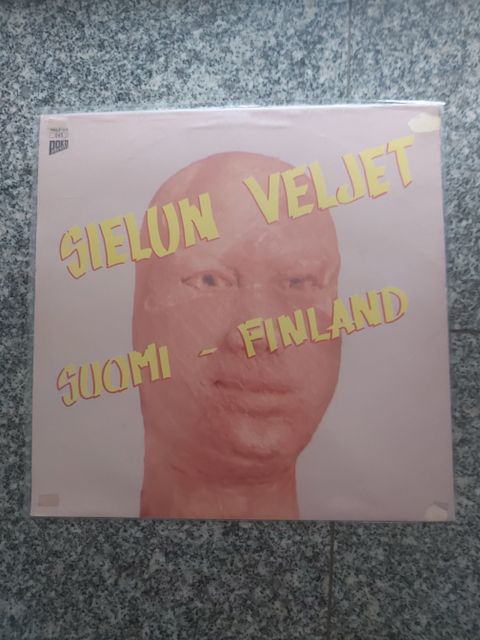 POKO
SIELUN VELJET
SUOMI - FINLAND